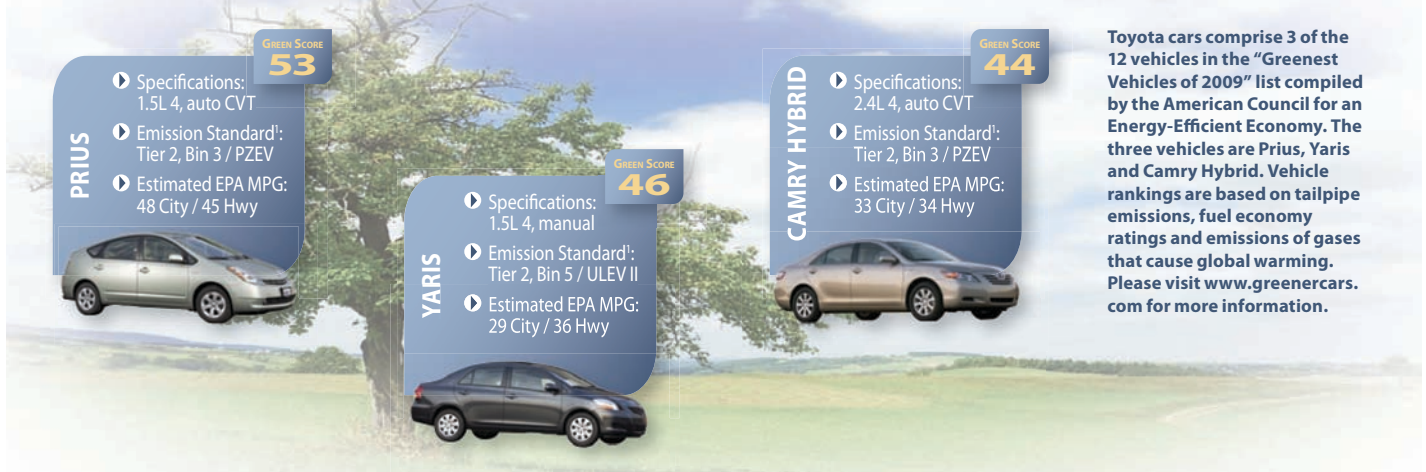 GREEN SCORE
53
PRIUS
Specifications:
1.5L 4, auto CVT
Emission Standard¹:
Tier 2, Bin 3 / PZEV
Estimated EPA MPG:
48 City / 45 Hwy
GREEN SCORE
46
YARIS
Specifications:
1.5L 4, manual
Emission Standard¹:
Tier 2, Bin 5 / ULEV II
Estimated EPA MPG:
29 City / 36 Hwy
GREEN SCORE
44
CAMRY HYBRID
Specifications:
2.4L 4, auto CVT
Emission Standard¹:
Tier 2, Bin 3 / PZEV
Estimated EPA MPG:
33 City / 34 Hwy
Toyota cars comprise 3 of the
12 vehicles in the “Greenest
Vehicles of 2009” list compiled
by the American Council for an
Energy-Efficient Economy. The
three vehicles are Prius, Yaris
and Camry Hybrid. Vehicle
rankings are based on tailpipe
emissions, fuel economy
ratings and emissions of gases
that cause global warming.
Please visit www.greenercars.
com for more information.